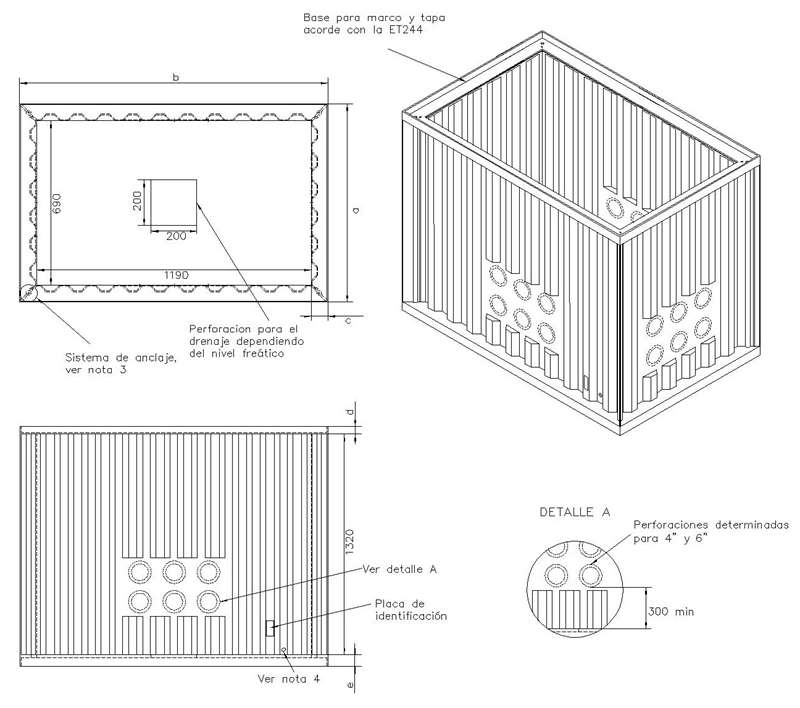 Base para marco y tapa
acorde con la ET244
b
690
200
200
1190
a
c
Perforacion para el
drenaje dependiendo
del nivel freático
Sistema de anclaje,
ver nota 3
d
1320
Ver detalle A
Placa de
identificación
Ver nota 4
e
DETALLE A
Perforaciones determinadas
para 4" y 6"
300 min